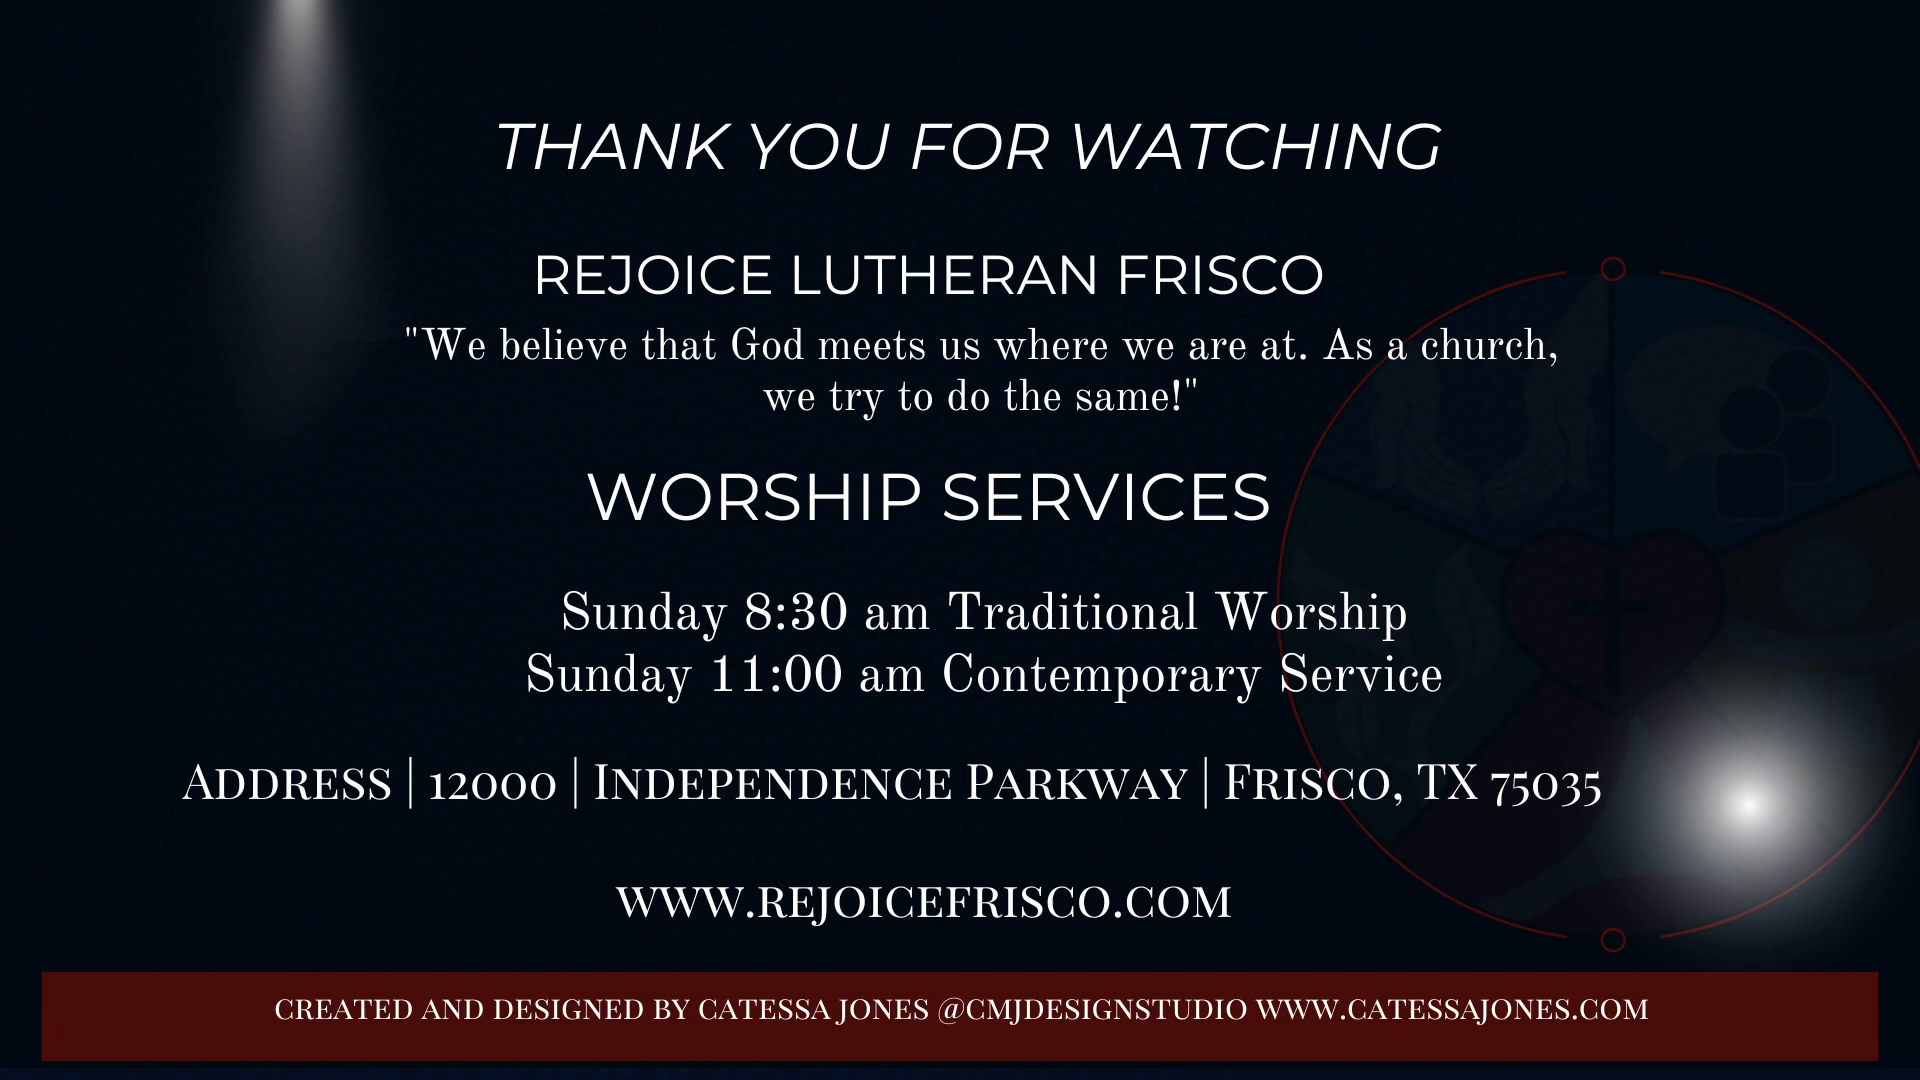 THANK YOU FOR WATCHING
REJOICE LUTHERAN FRISCO
"We believe that God meets us where we are at. As a church,
we try to do the same!"
WORSHIP SERVICES
Sunday 8:30 am Traditional Worship
Sunday 11:00 am Contemporary Service
Address | 12000 | Independence Parkway | Frisco, TX 75035
www.rejoicefrisco.com
created and designed by catessa jones @cmjdesignstudio www.catessajones.com